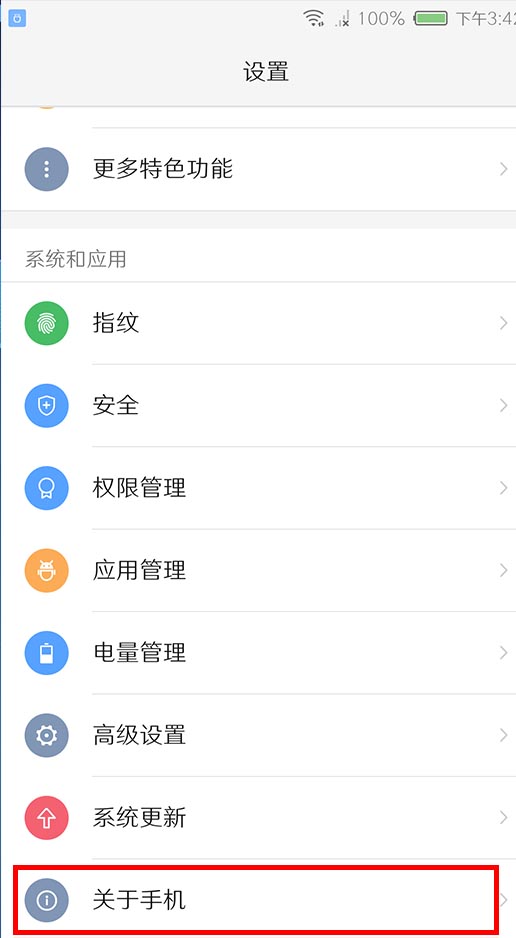 100% 下午3:42
设置
更多特色功能
系统和应用
指纹
安全
权限管理
应用管理
电量管理
高级设置
系统更新
关于手机